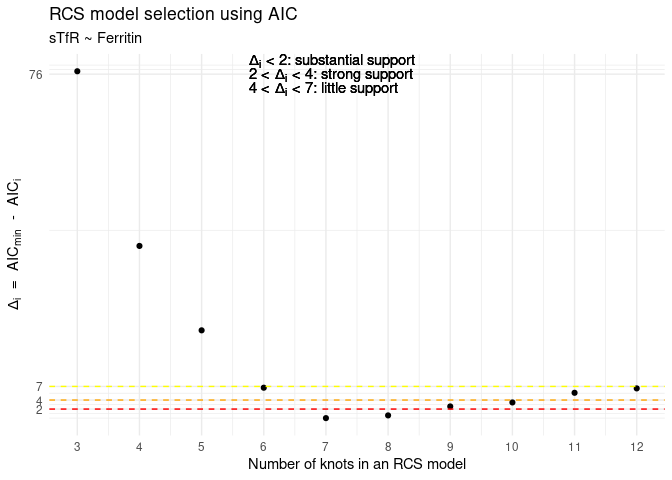 RCS model selection using AIC
sTfR ~ Ferritin
Δi < 2: substantial support
2 < Δi < 4: strong support
4 < Δi < 7: little support
76
7
4
2
Δi = AICmin - AICi
3 4 5 6 7 8 9 10 11 12
Number of knots in an RCS model